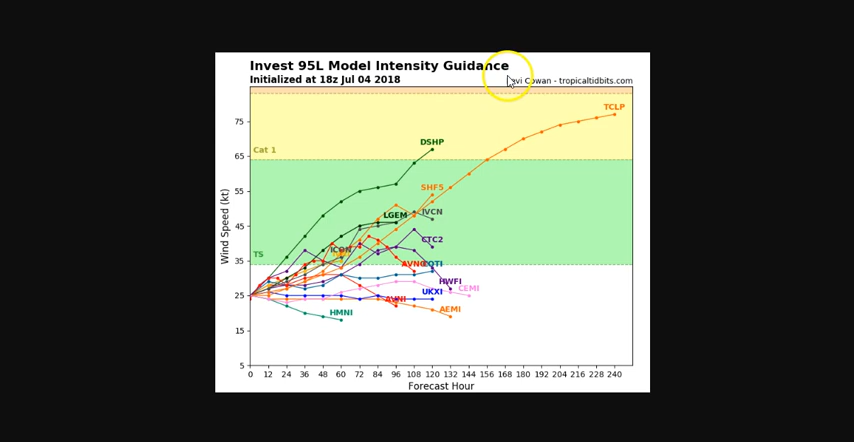 Invest 95L Model Intensity Guidance
Initialized at 18z Jul 04 2018
Cowan - tropicaltidbits.com
TCLP
75
DSHP
Cat 1
65
SHF5
55
LGEM
IVCN
Wind Speed (kt)
45
CTC2
ICON
TS
35
AVNO
COTI
HWFI
CEMI
25
UKXI
AVNI
AEMI
HMNI
15
5
0 12 24 36 48 60 72 84 96 108 120 132 144 156 168 180 192 204 216 228 240
Forecast Hour